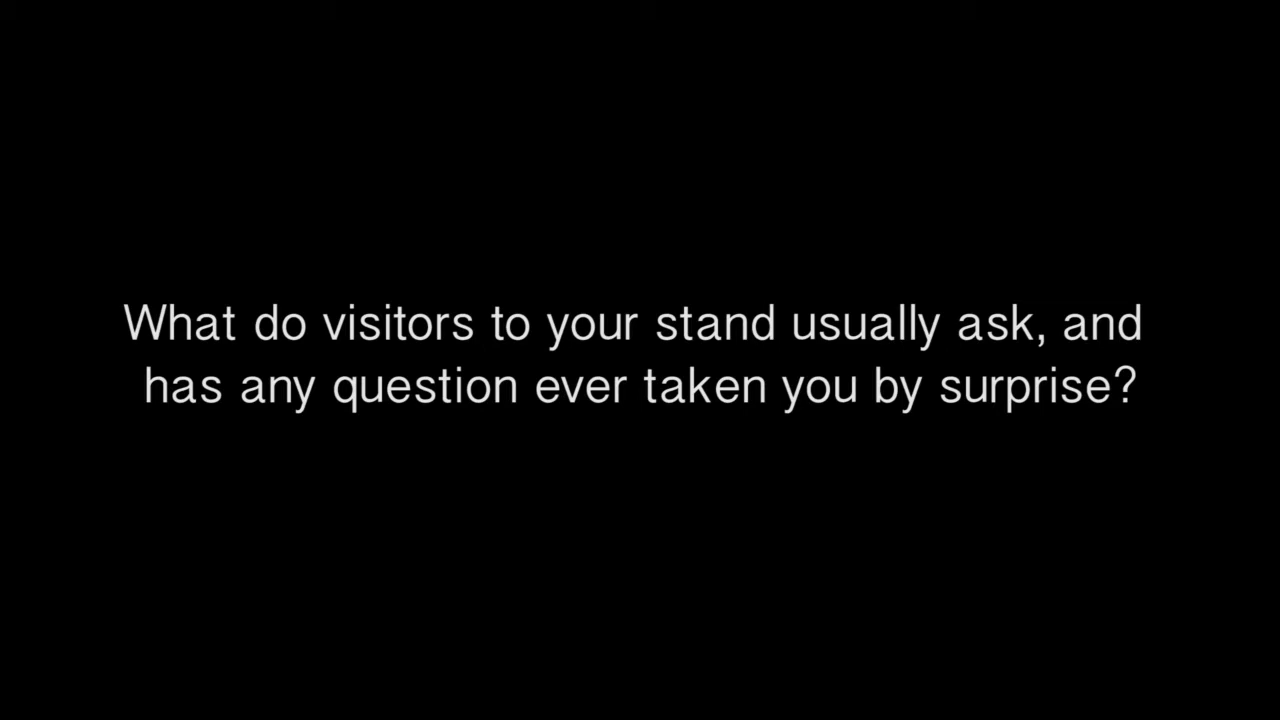 What do visitors to your stand usually ask, and
has any question ever taken you by surprise?